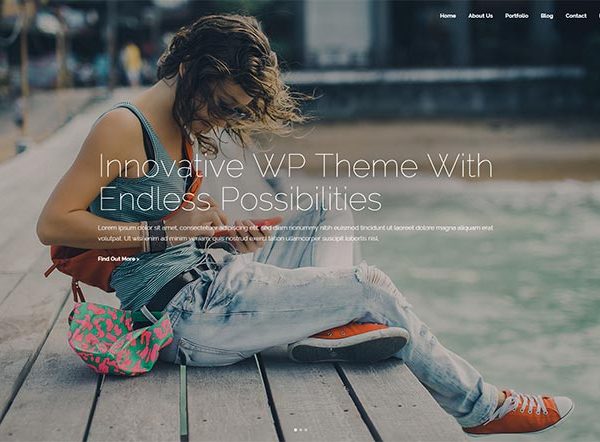 Home About Us Portfolio Blog Contact
Innovative WP Theme With
Endless Possibilities
Lorem ipsum dolor sit amet, consectetuer adipiscing elit, sed diam nonummy nibh euismod tincidunt ut laoreet dolore magna aliquam erat
volutpat. Ut wisi enim ad minim veniam, quis nostrud exerci tation ullamcorper suscipit lobortis nisl.
Find Out More >